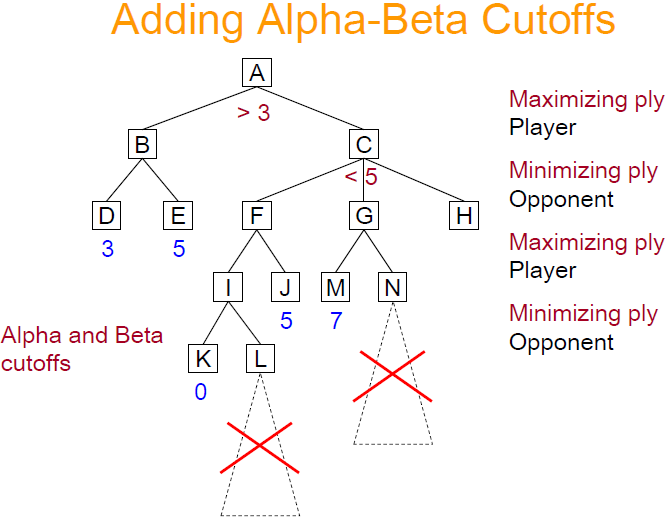 Adding Alpha-Beta Cutoffs
A
> 3
Maximizing ply
Player
B
C
< 5
Minimizing ply
Opponent
D
E
F
G
H
3
5
Maximizing ply
Player
I
J
M
N
5
7
Minimizing ply
Opponent
Alpha and Beta
cutoffs
K
L
0